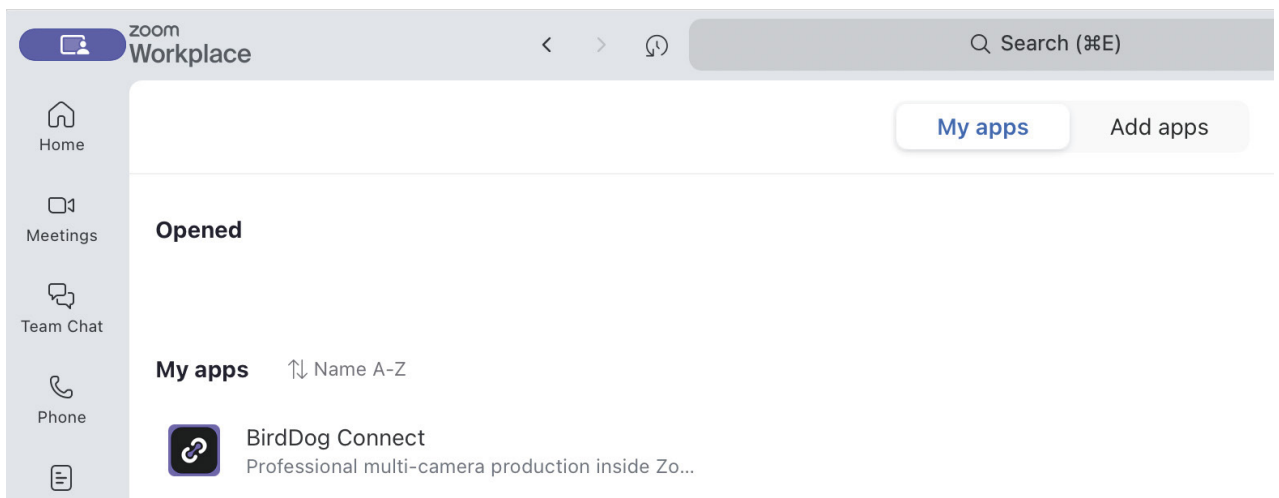 zoom
Workplace
Search (⌘E)
Home
My apps
Add apps
Meetings
Opened
Team Chat
My apps
Name A-Z
Phone
BirdDog Connect
Professional multi-camera production inside Zo...